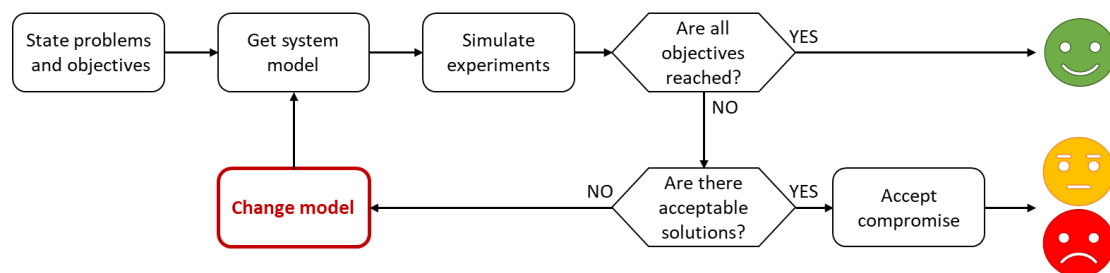 State problems
and objectives
Get system
model
Simulate
experiments
Are all
objectives
reached?
YES
NO
Change model
NO
Are there
acceptable
solutions?
YES
Accept
compromise